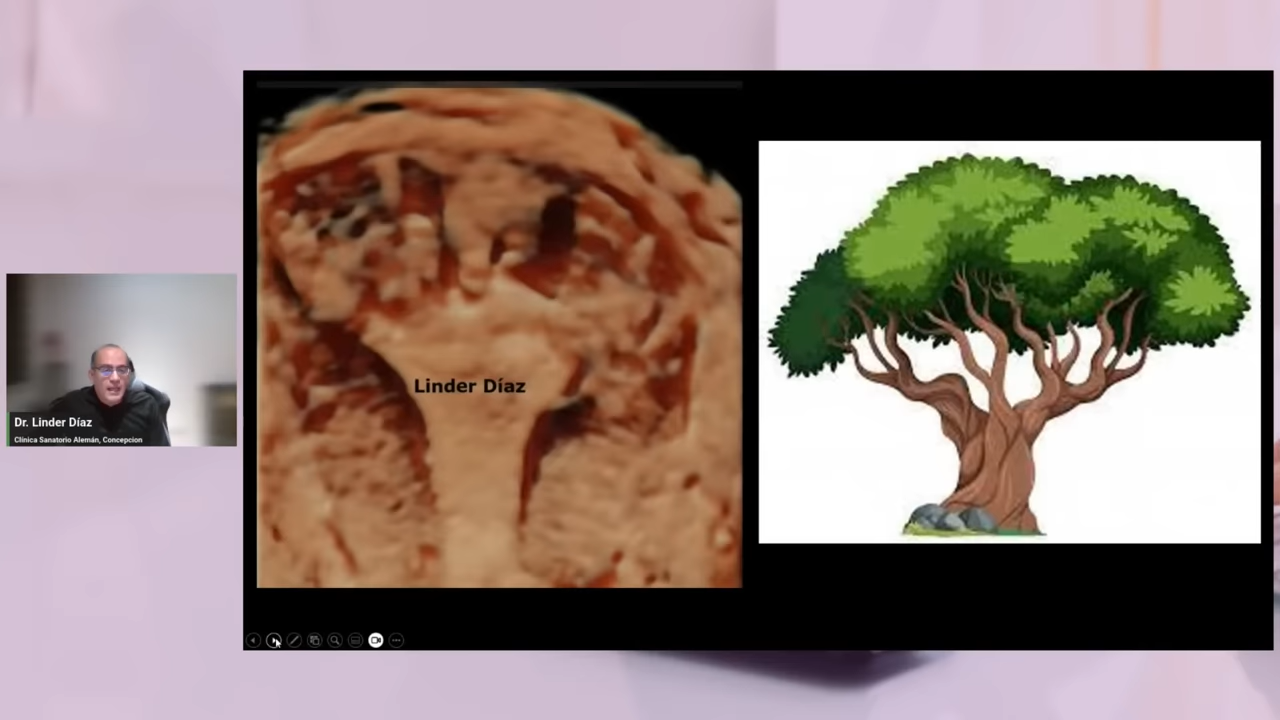 Linder Díaz
Dr. Linder Díaz
Clínica Sanatorio Alemán, Concepcion